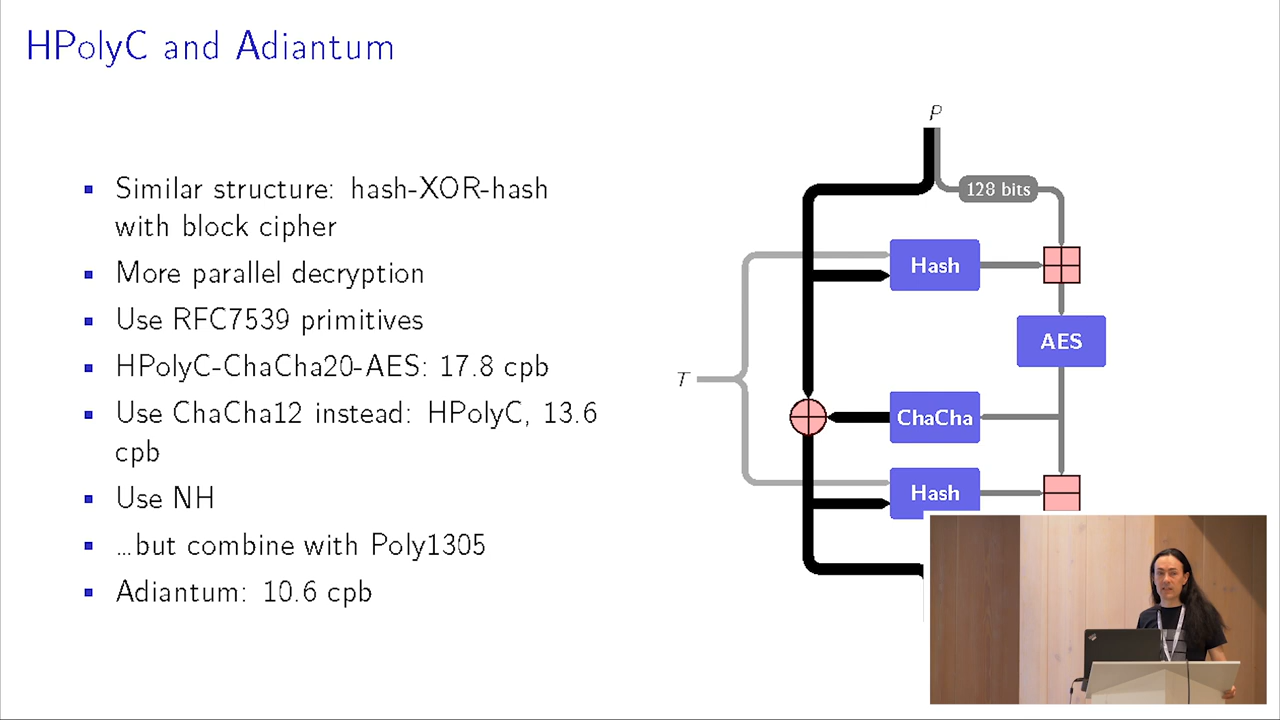 HPolyC and Adiantum
Similar structure: hash-XOR-hash
with block cipher
More parallel decryption
Use RFC7539 primitives
HPolyC-ChaCha20-AES: 17.8 cpb
Use ChaCha12 instead: HPolyC, 13.6
cpb
Use NH
...but combine with Poly1305
Adiantum: 10.6 cpb
P
128 bits
Hash
AES
T
ChaCha
Hash